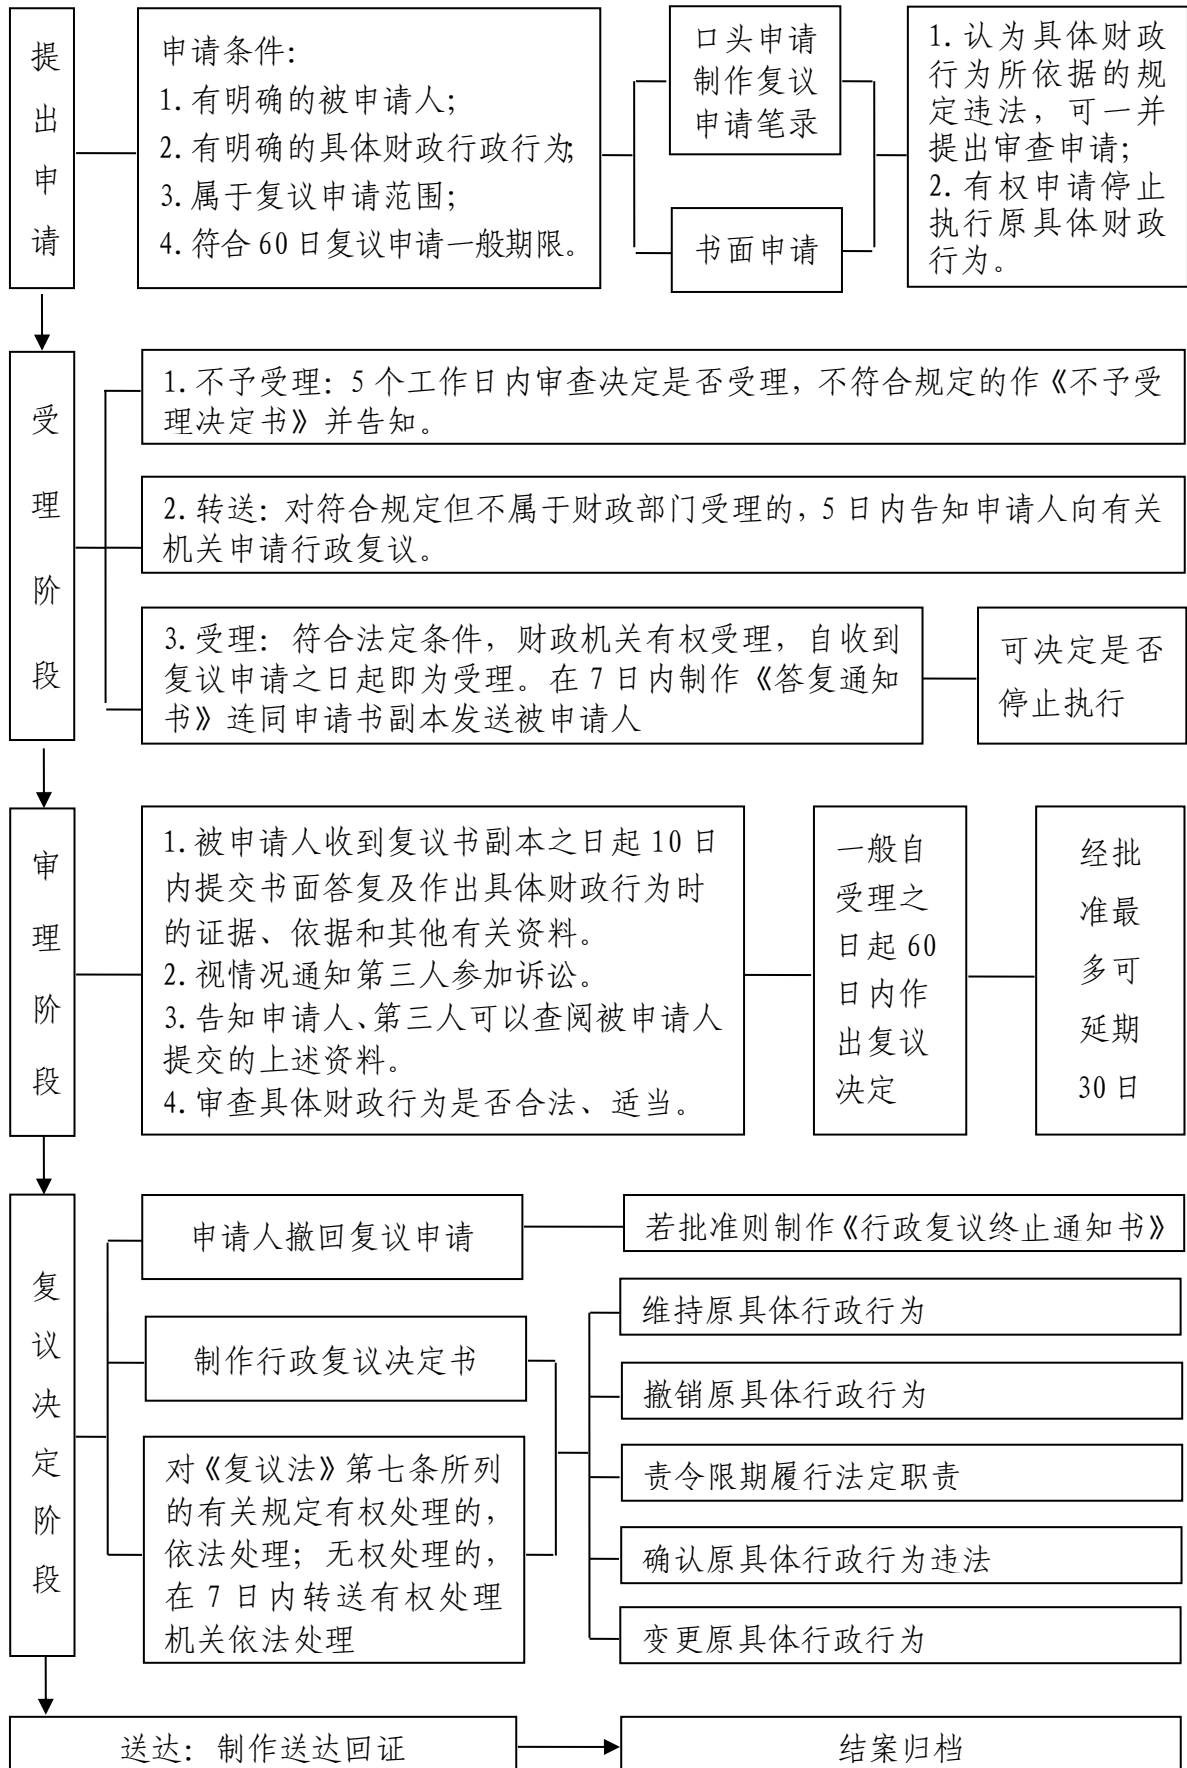 提出申请
申请条件：
1.有明确的被申请人；
2.有明确的具体财政行政行为；
3.属于复议申请范围；
4.符合60日复议申请一般期限。
口头申请
制作复议
申请笔录
书面申请
1.认为具体财政
行为所依据的规
定违法，可一并
提出审查申请；
2.有权申请停止
执行原具体财政
行为。
受理阶段
1.不予受理：5个工作日内审查决定是否受理，不符合规定的作《不予受
理决定书》并告知。
2.转送：对符合规定但不属于财政部门受理的，5日内告知申请人向有关
机关申请行政复议。
3.受理：符合法定条件，财政机关有权受理，自收到
复议申请之日起即为受理。在7日内制作《答复通知
书》连同申请书副本发送被申请人
可决定是否
停止执行
审理阶段
1.被申请人收到复议书副本之日起10日
内提交书面答复及作出具体财政行为时
的证据、依据和其他有关资料。
2.视情况通知第三人参加诉讼。
3.告知申请人、第三人可以查阅被申请人
提交的上述资料。
4.审查具体财政行为是否合法、适当。
一般自
受理之
日起60
日内作
出复议
决定
经批
准最
多可
延期
30日
复议决定阶段
申请人撤回复议申请
若批准则制作《行政复议终止通知书》
制作行政复议决定书
对《复议法》第七条所列
的有关规定有权处理的，
依法处理；无权处理的，
在7日内转送有权处理
机关依法处理
维持原具体行政行为
撤销原具体行政行为
责令限期履行法定职责
确认原具体行政行为违法
变更原具体行政行为
送达：制作送达回证
结案归档